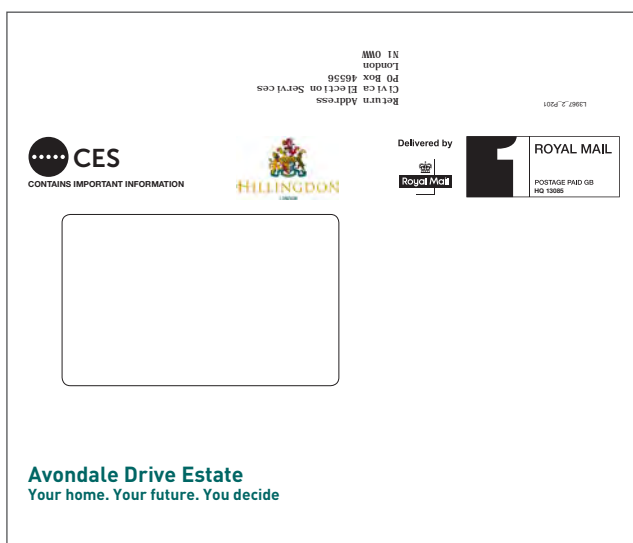 Return Address
Civica Election Services
PO Box 46556
London
N1 0WW
L3967_2_P201
CES
CONTAINS IMPORTANT INFORMATION
HILLINGDON
LONDON
Delivered by
Royal Mail
1
ROYAL MAIL
POSTAGE PAID GB
HQ 13085
Avondale Drive Estate
Your home. Your future. You decide